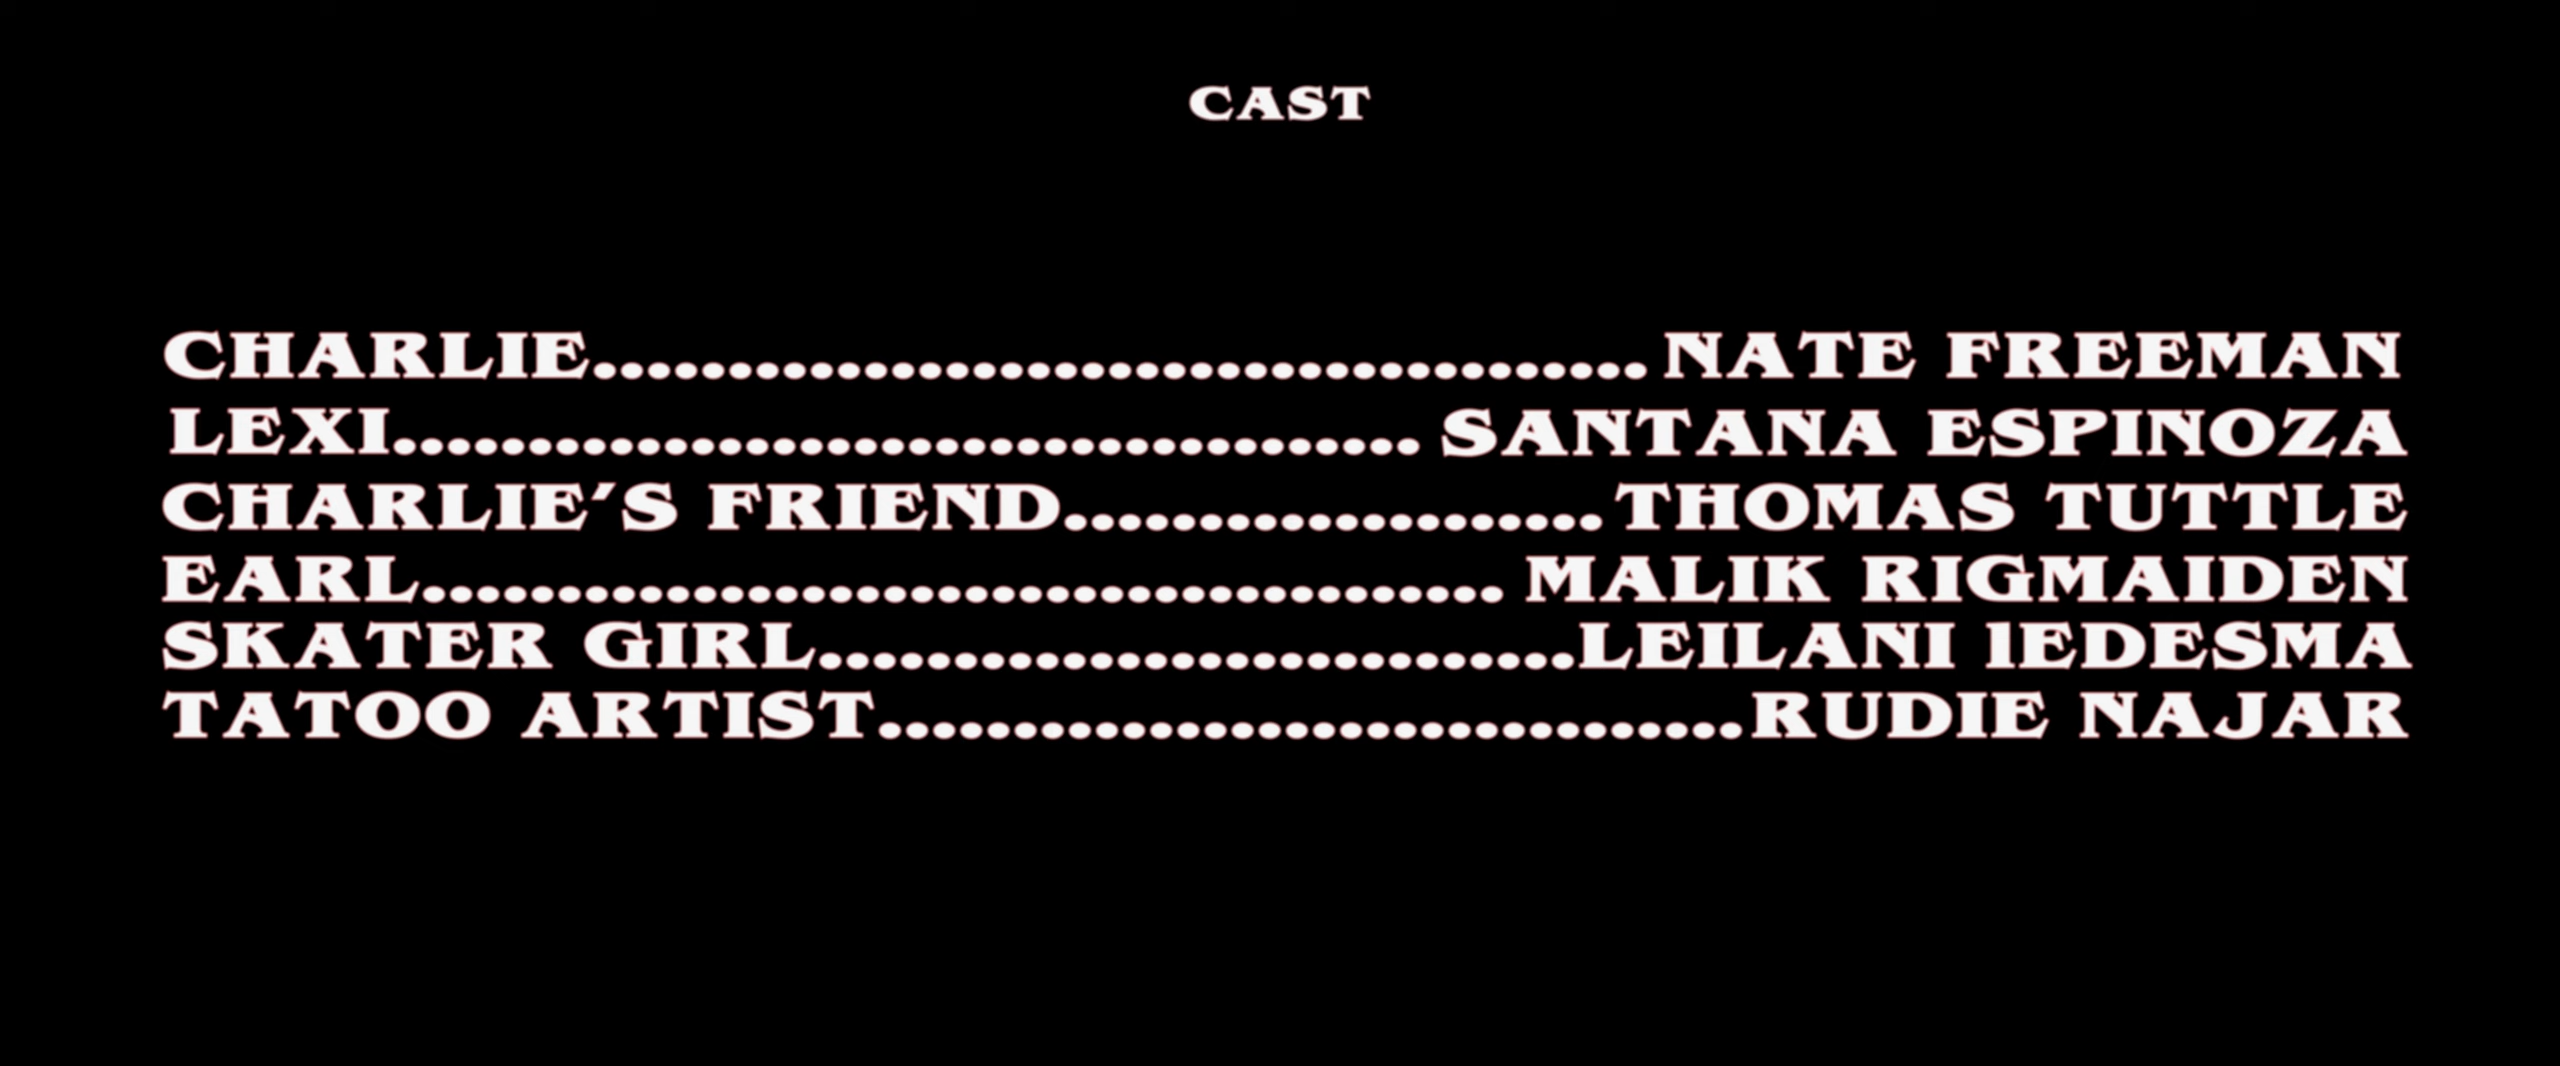 CAST
CHARLIE....................................... NATE FREEMAN
LEXI...................................... SANTANA ESPINOZA
CHARLIE'S FRIEND....................THOMAS TUTTLE
EARL........................................ MALIK RIGMAIDEN
SKATER GIRL............................LEILANI lEDESMA
TATOO ARTIST................................RUDIE NAJAR